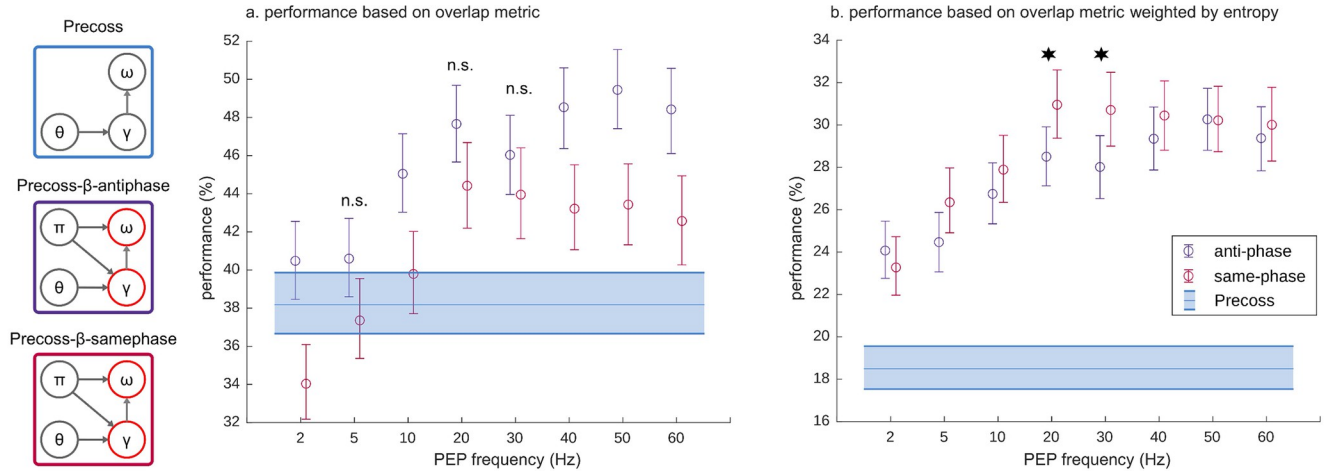 Precoss
ω
θ
γ
Precoss-β-antiphase
π
ω
θ
γ
Precoss-β-samephase
π
ω
θ
γ
a. performance based on overlap metric
performance (%)
52
50
48
46
44
42
40
38
36
34
32
n.s.
n.s.
n.s.
2 5 10 20 30 40 50 60
PEP frequency (Hz)
b. performance based on overlap metric weighted by entropy
performance (%)
34
32
30
28
26
24
22
20
18
16
anti-phase
same-phase
Precoss
2 5 10 20 30 40 50 60
PEP frequency (Hz)